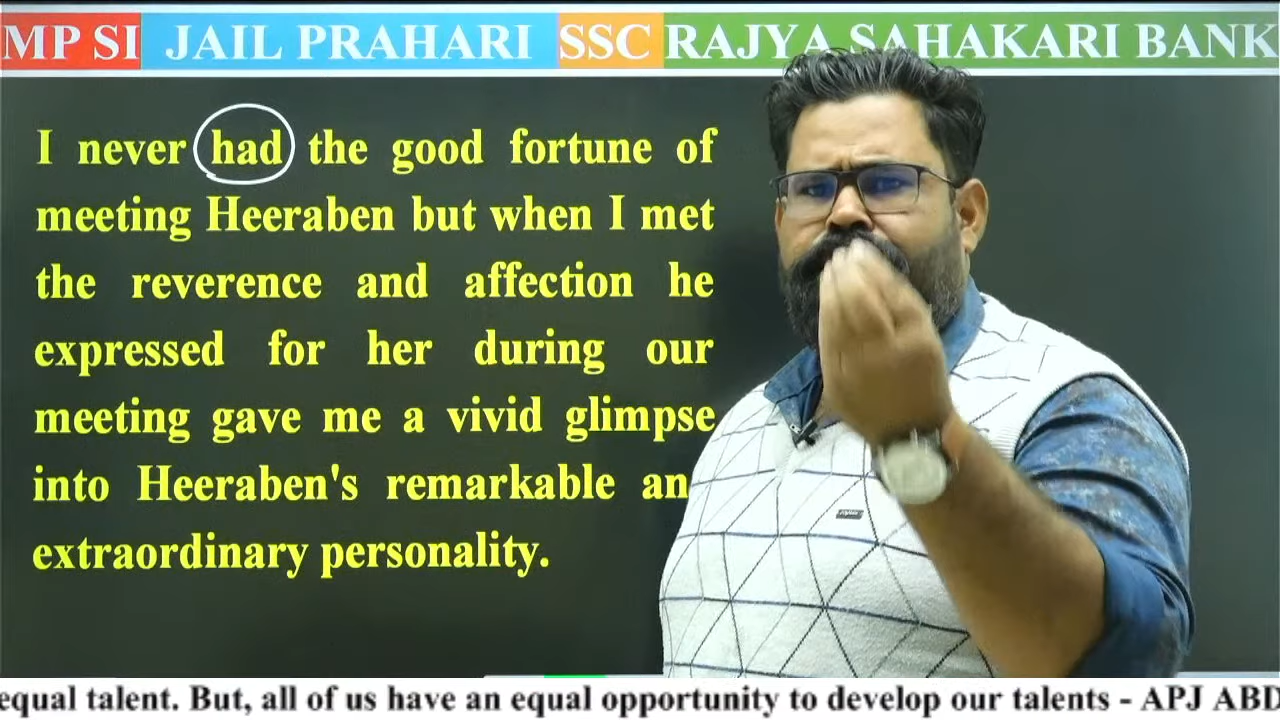 MP SI JAIL PRAHARI SSC RAJYA SAHAKARI BANK
I never had the good fortune of
meeting Heeraben but when I met
the reverence and affection he
expressed for her during our
meeting gave me a vivid glimpse
into Heeraben's remarkable an
extraordinary personality.
equal talent. But, all of us have an equal opportunity to develop our talents - APJ ABD